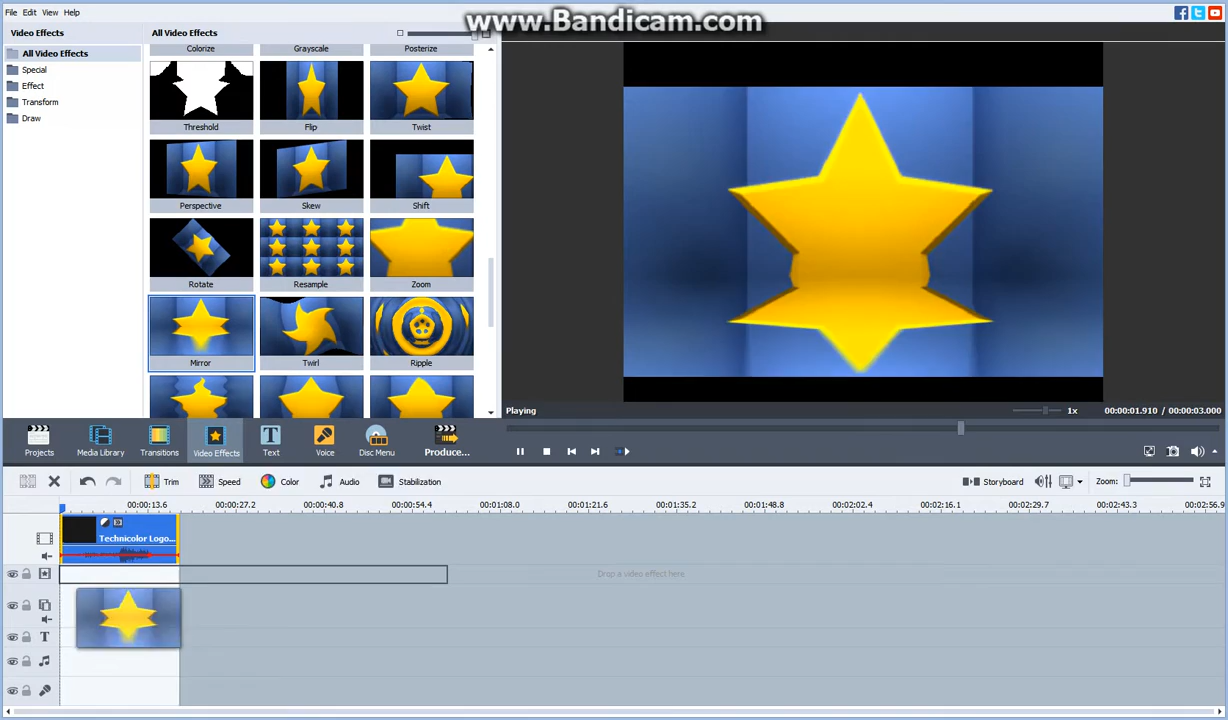 www.Bandicam.com
File Edit View Help
Video Effects
All Video Effects
All Video Effects
Special
Effect
Transform
Draw
Colorize Grayscale Posterize
Threshold Flip Twist
Perspective Skew Shift
Rotate Resample Zoom
Mirror Twirl Ripple
Playing 1x 00:00:01.910 / 00:00:03.000
Projects Media Library Transitions Video Effects Text Voice Disc Menu Produce...
Trim Speed Color Audio Stabilization Storyboard Zoom:
00:00:13.6 00:00:27.2 00:00:40.8 00:00:54.4 00:01:08.0 00:01:21.6 00:01:35.2 00:01:48.8 00:02:02.4 00:02:16.1 00:02:29.7 00:02:43.3 00:02:56.9
Technicolor Logo...
Drop a video effect here
T